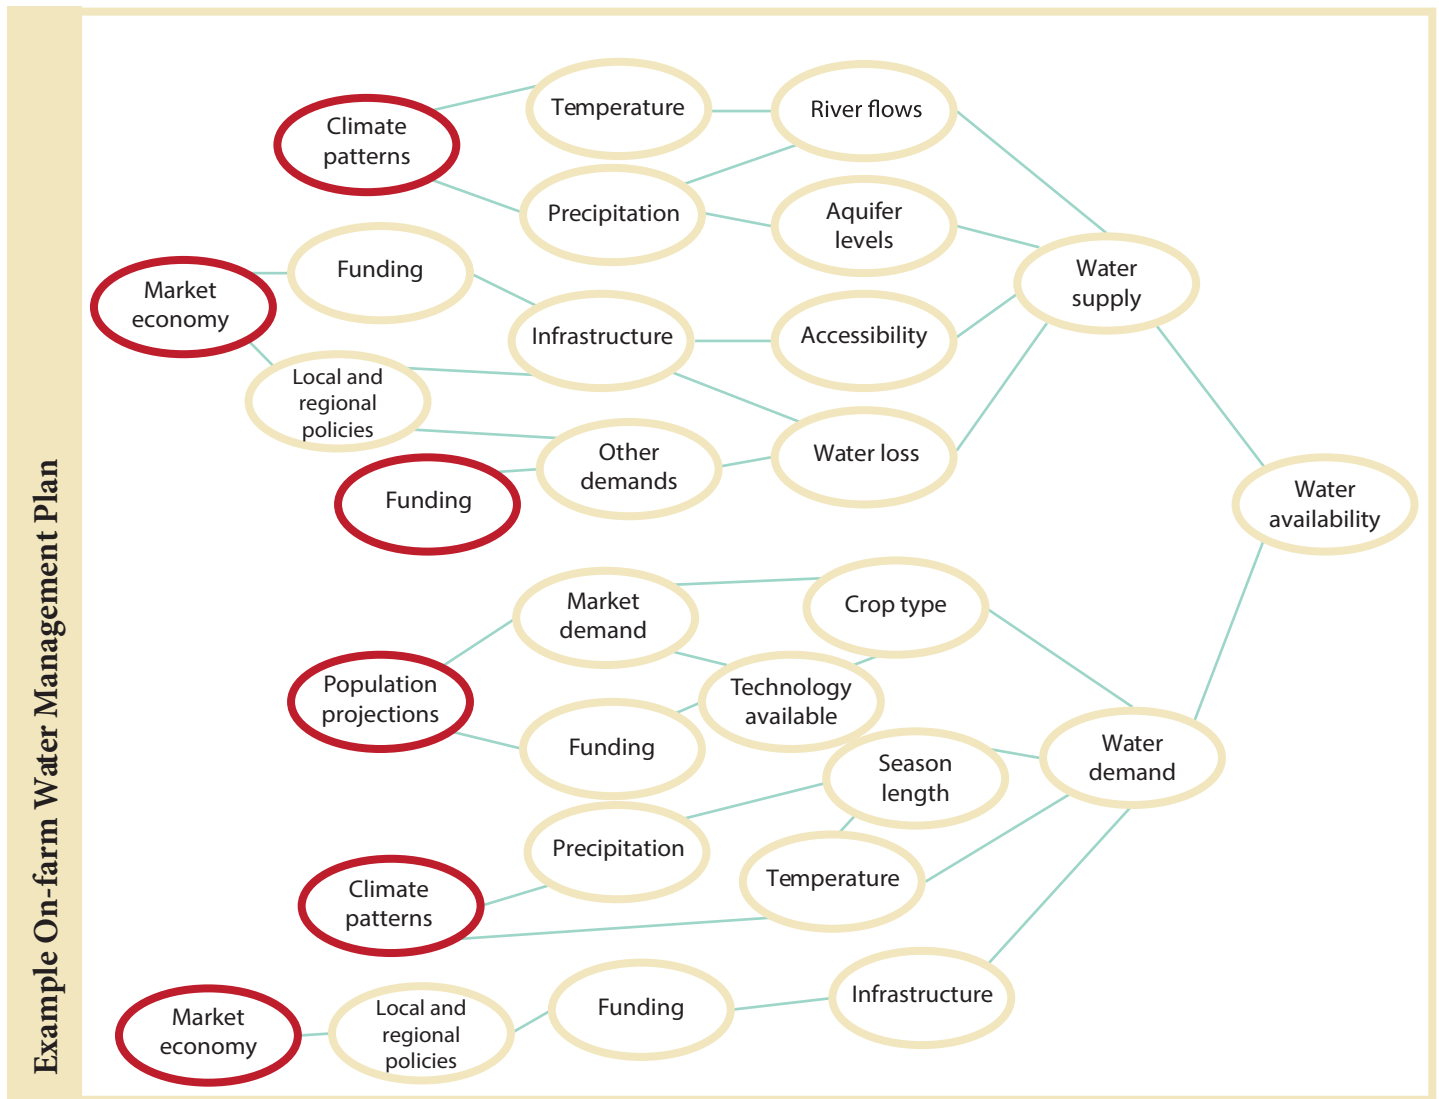 Example On-farm Water Management Plan
Climate
patterns
Temperature
River flows
Precipitation
Aquifer
levels
Market
economy
Funding
Infrastructure
Accessibility
Water
supply
Local and
regional
policies
Other
demands
Water loss
Funding
Water
availability
Population
projections
Market
demand
Crop type
Technology
available
Funding
Season
length
Water
demand
Precipitation
Temperature
Climate
patterns
Market
economy
Local and
regional
policies
Funding
Infrastructure